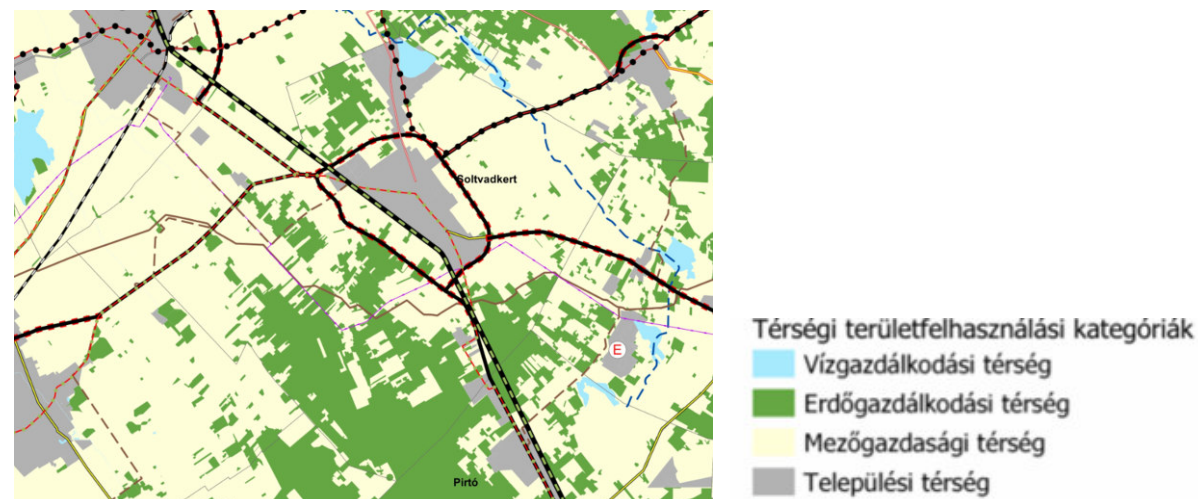 Soltvadkert
E
Pirtó
Térségi területfelhasználási kategóriák
Vízgazdálkodási térség
Erdőgazdálkodási térség
Mezőgazdasági térség
Települési térség